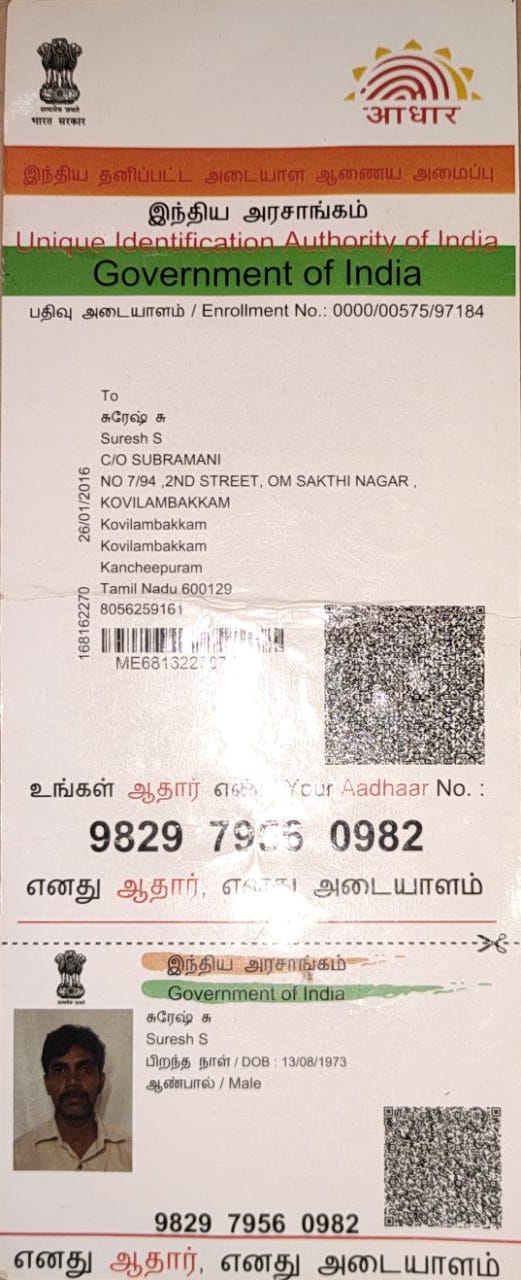 सत्यमेव जयते
भारत सरकार
आधार
இந்திய தனிப்பட்ட அடையாள ஆணைய அமைப்பு
இந்திய அரசாங்கம்
Unique Identification Authority of India
Government of India
பதிவு அடையாளம் / Enrollment No.: 0000/00575/97184
To
சுரேஷ் சு
Suresh S
C/O SUBRAMANI
NO 7/94 ,2ND STREET, OM SAKTHI NAGAR ,
KOVILAMBAKKAM
Kovilambakkam
Kovilambakkam
Kancheepuram
Tamil Nadu 600129
8056259161
168162270 26/01/2016
உங்கள் ஆதார் எண் / Your Aadhaar No. :
9829 7956 0982
எனது ஆதார், எனது அடையாளம்
இந்திய அரசாங்கம்
Government of India
சுரேஷ் சு
Suresh S
பிறந்த நாள் / DOB : 13/08/1973
ஆண்பால் / Male
9829 7956 0982
எனது ஆதார், எனது அடையாளம்